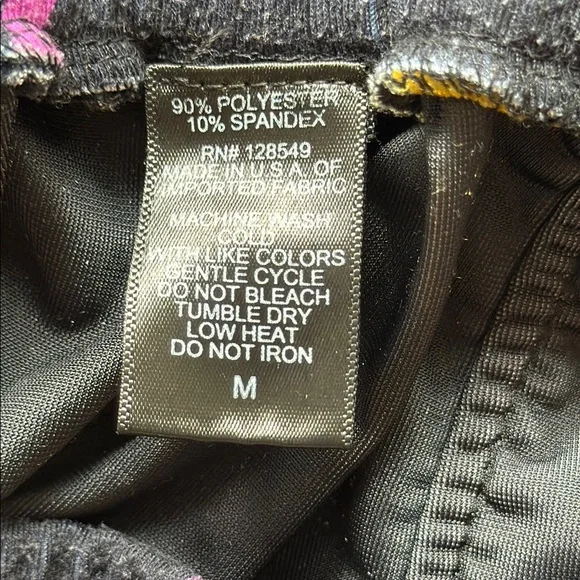 90% POLYESTER
10% SPANDEX
RN# 128549
MADE IN U.S.A. OF
IMPORTED FABRIC
MACHINE WASH
COLD
WITH LIKE COLORS
GENTLE CYCLE
DO NOT BLEACH
TUMBLE DRY
LOW HEAT
DO NOT IRON
M